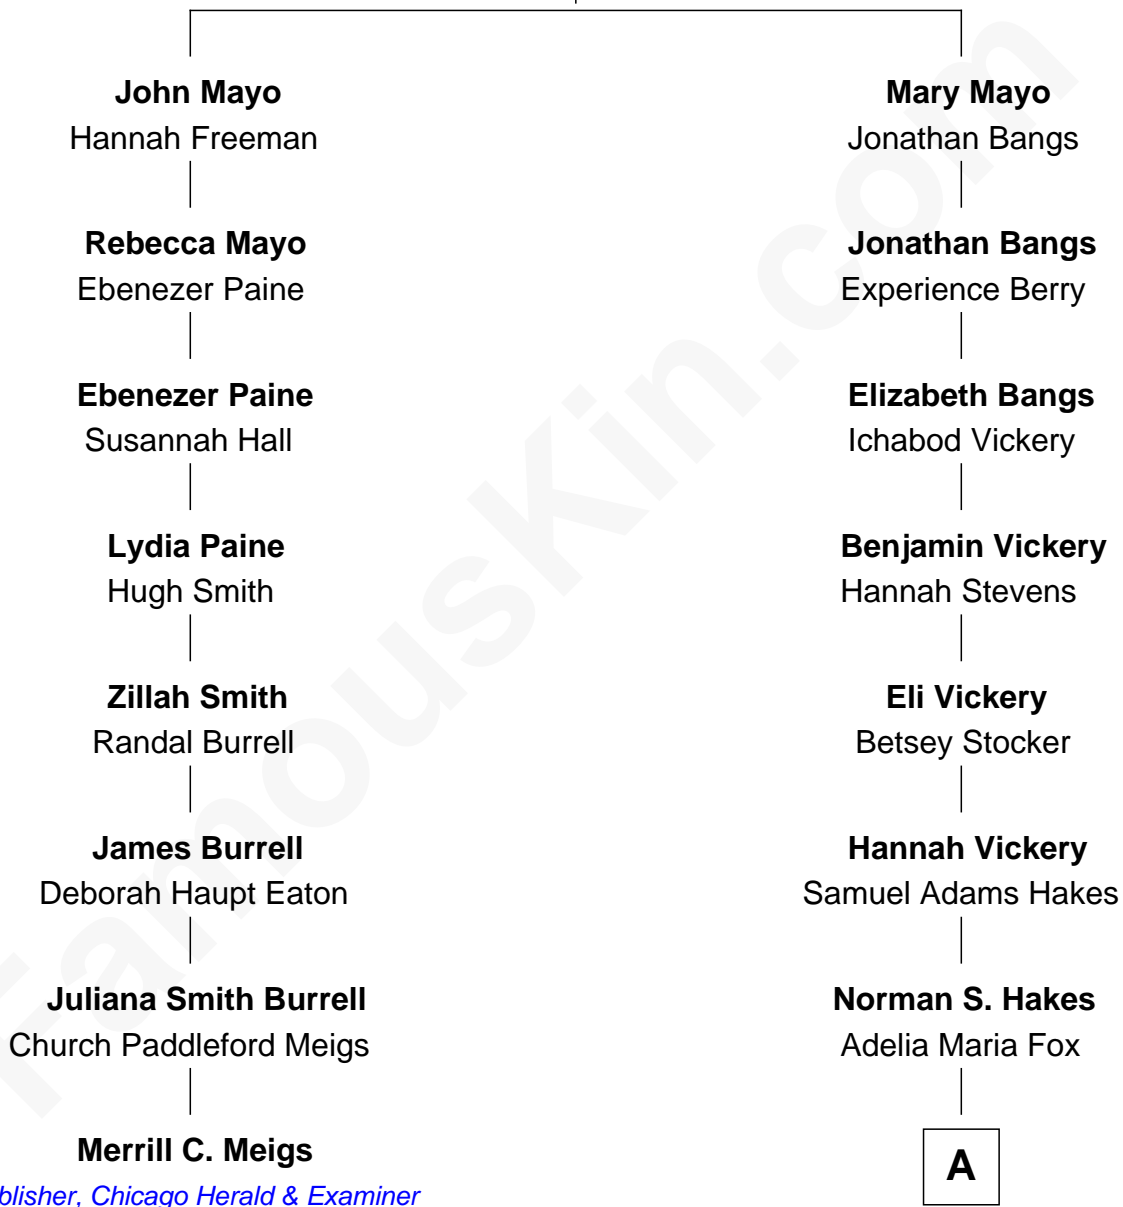 John Mayo
Hannah Freeman
Rebecca Mayo
Ebenezer Paine
Ebenezer Paine
Susannah Hall
Lydia Paine
Hugh Smith
Zillah Smith
Randal Burrell
James Burrell
Deborah Haupt Eaton
Juliana Smith Burrell
Church Paddleford Meigs
Merrill C. Meigs
blisher, Chicago Herald & Examiner
Mary Mayo
Jonathan Bangs
Jonathan Bangs
Experience Berry
Elizabeth Bangs
Ichabod Vickery
Benjamin Vickery
Hannah Stevens
Eli Vickery
Betsey Stocker
Hannah Vickery
Samuel Adams Hakes
Norman S. Hakes
Adelia Maria Fox
A
FamousKin.com